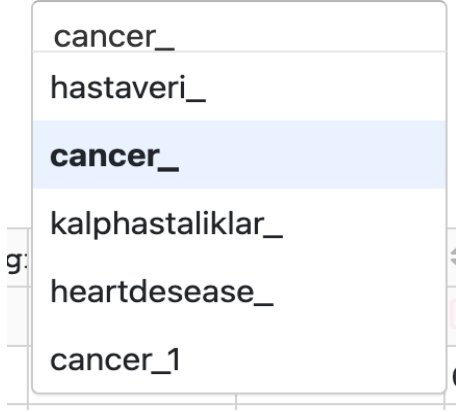 cancer_
hastaveri_
cancer_
kalphastaliklar_
g:
heartdesease_
cancer_1